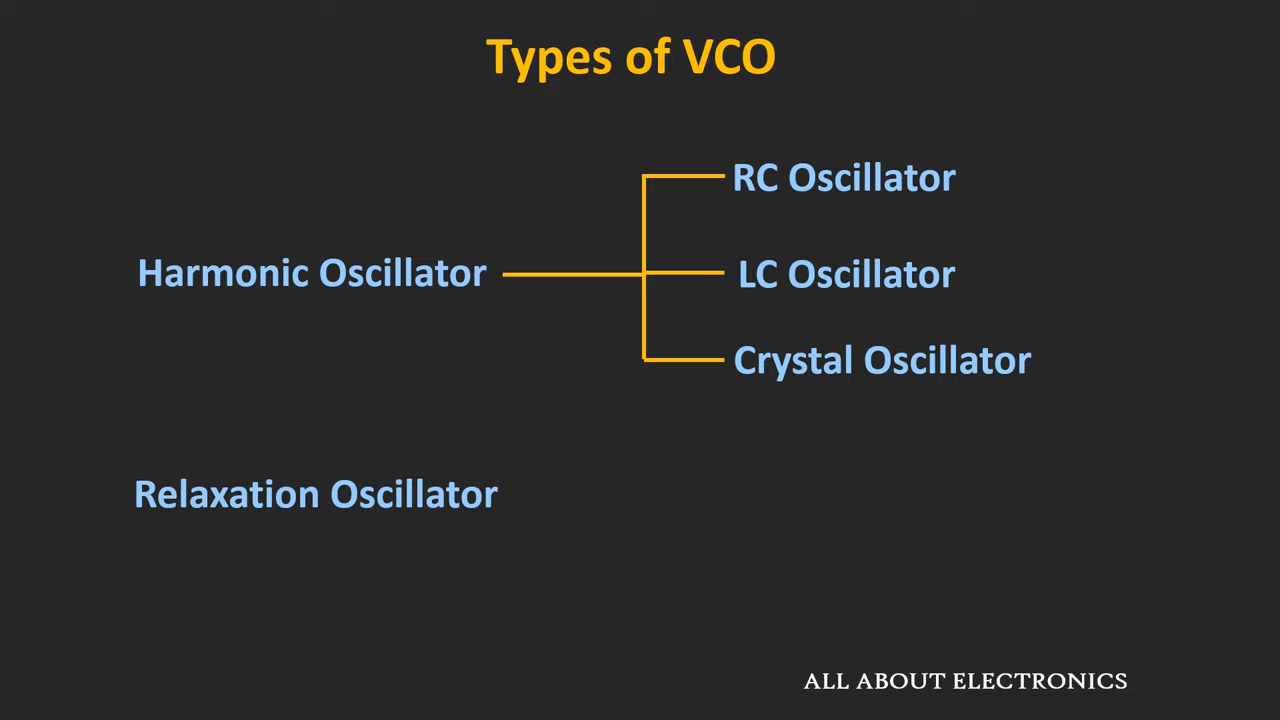 Types of VCO
RC Oscillator
Harmonic Oscillator
LC Oscillator
Crystal Oscillator
Relaxation Oscillator
ALL ABOUT ELECTRONICS